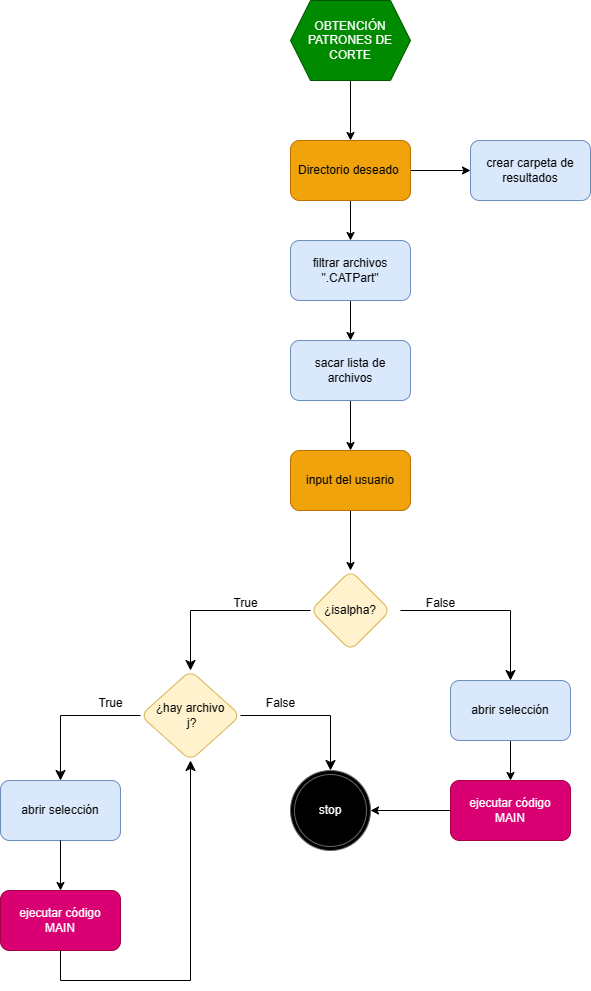 OBTENCIÓN
PATRONES DE
CORTE
Directorio deseado
crear carpeta de
resultados
filtrar archivos
".CATPart"
sacar lista de
archivos
input del usuario
¿isalpha?
True
False
¿hay archivo
j?
True
False
abrir selección
abrir selección
stop
ejecutar código
MAIN
ejecutar código
MAIN